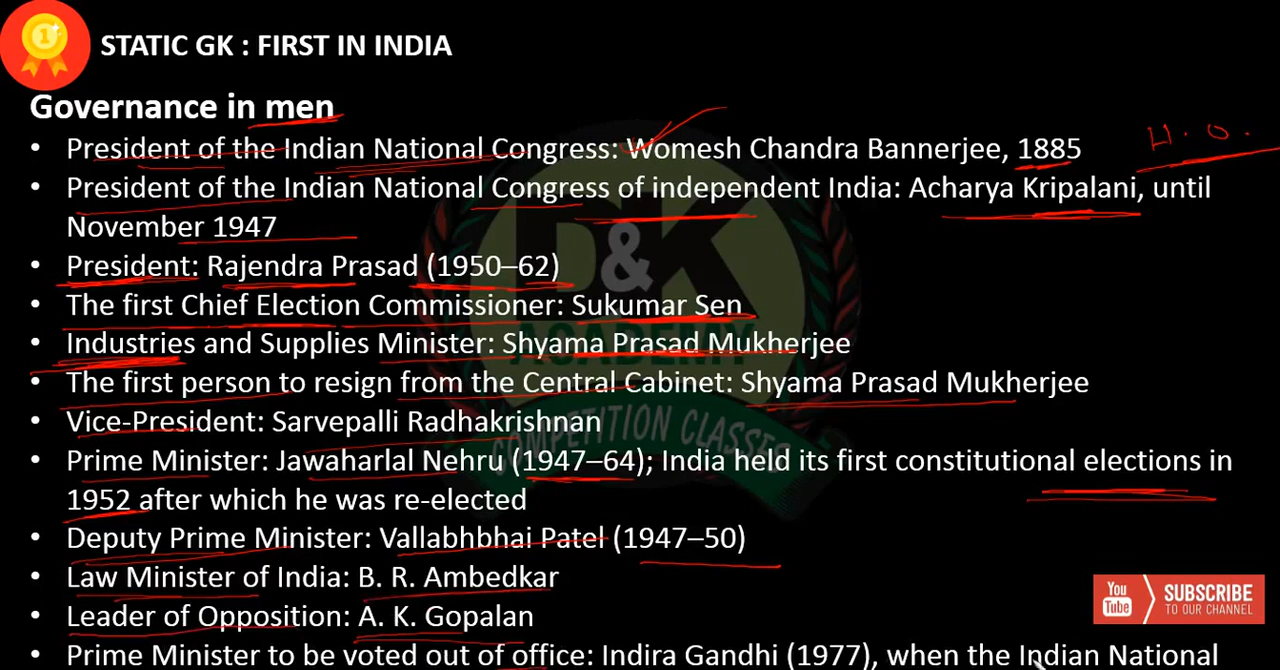 1
STATIC GK : FIRST IN INDIA
Governance in men
• President of the Indian National Congress: Womesh Chandra Bannerjee, 1885
H. O.
• President of the Indian National Congress of independent India: Acharya Kripalani, until
November 1947
• President: Rajendra Prasad (1950–62)
• The first Chief Election Commissioner: Sukumar Sen
• Industries and Supplies Minister: Shyama Prasad Mukherjee
• The first person to resign from the Central Cabinet: Shyama Prasad Mukherjee
• Vice-President: Sarvepalli Radhakrishnan
• Prime Minister: Jawaharlal Nehru (1947–64); India held its first constitutional elections in
1952 after which he was re-elected
• Deputy Prime Minister: Vallabhbhai Patel (1947–50)
• Law Minister of India: B. R. Ambedkar
• Leader of Opposition: A. K. Gopalan
• Prime Minister to be voted out of office: Indira Gandhi (1977), when the Indian National
D&K
ACADEMY
COMPETITION CLASSES
You
Tube
SUBSCRIBE
TO OUR CHANNEL